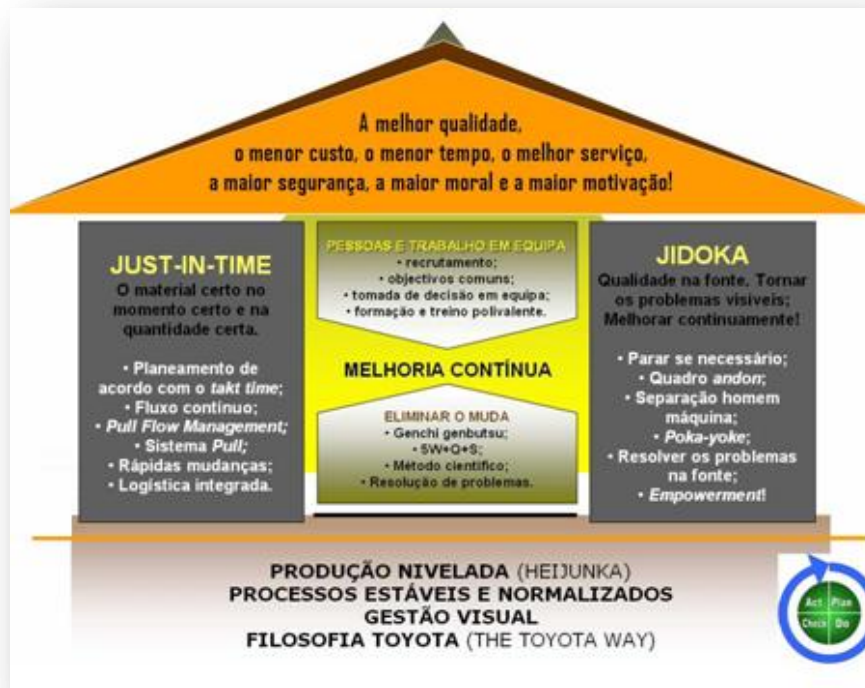 A melhor qualidade,
o menor custo, o menor tempo, o melhor serviço,
a maior segurança, a maior moral e a maior motivação!
JUST-IN-TIME
O material certo no
momento certo e na
quantidade certa.
• Planeamento de
acordo com o takt time;
• Fluxo contínuo;
• Pull Flow Management;
• Sistema Pull;
• Rápidas mudanças;
• Logística integrada.
PESSOAS E TRABALHO EM EQUIPA
• recrutamento;
• objectivos comuns;
• tomada de decisão em equipa;
• formação e treino polivalente.
MELHORIA CONTÍNUA
ELIMINAR O MUDA
• Genchi genbutsu;
• 5W+Q+S;
• Método científico;
• Resolução de problemas.
JIDOKA
Qualidade na fonte. Tornar
os problemas visíveis;
Melhorar continuamente!
• Parar se necessário;
• Quadro andon;
• Separação homem
máquina;
• Poka-yoke;
• Resolver os problemas
na fonte;
• Empowerment!
PRODUÇÃO NIVELADA (HEIJUNKA)
PROCESSOS ESTÁVEIS E NORMALIZADOS
GESTÃO VISUAL
FILOSOFIA TOYOTA (THE TOYOTA WAY)
Act Plan
Check Do